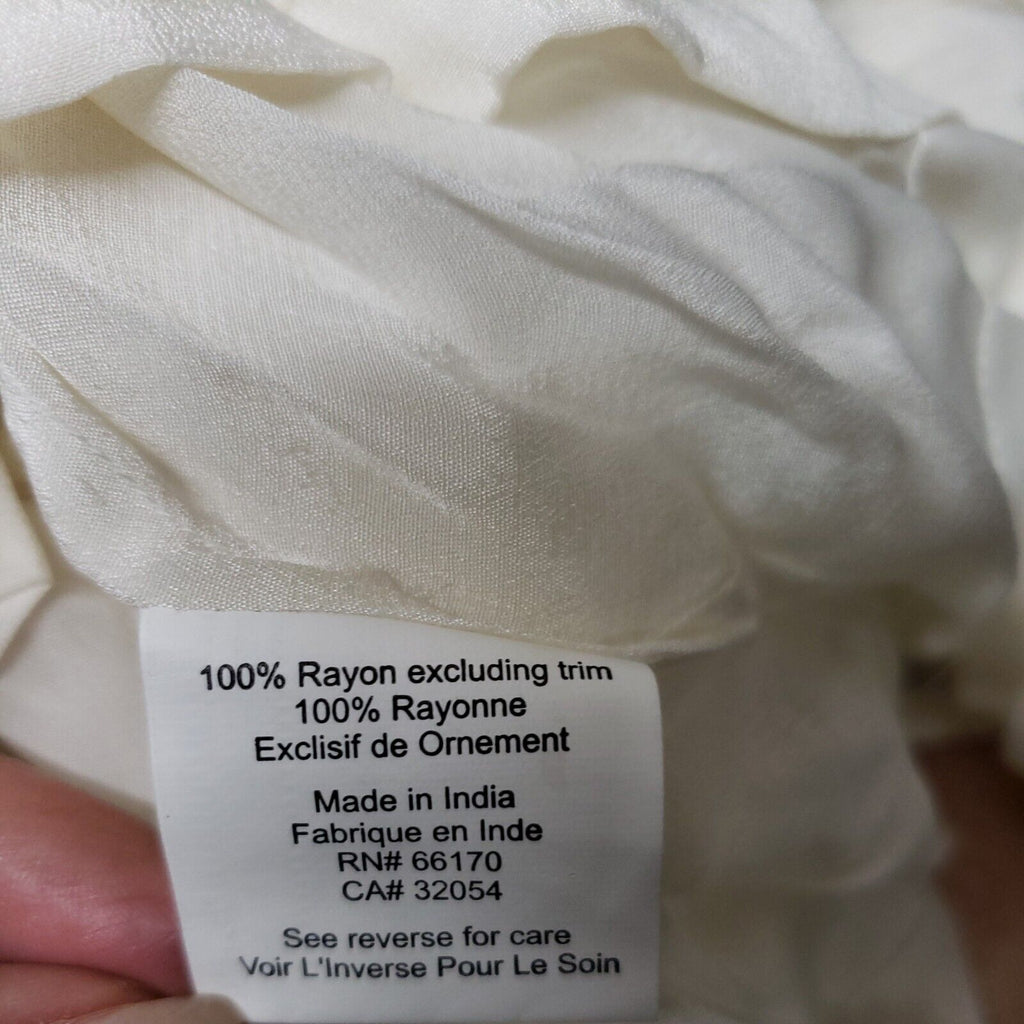 100% Rayon excluding trim
100% Rayonne
Exclisif de Ornement
Made in India
Fabrique en Inde
RN# 66170
CA# 32054
See reverse for care
Voir L'Inverse Pour Le Soin